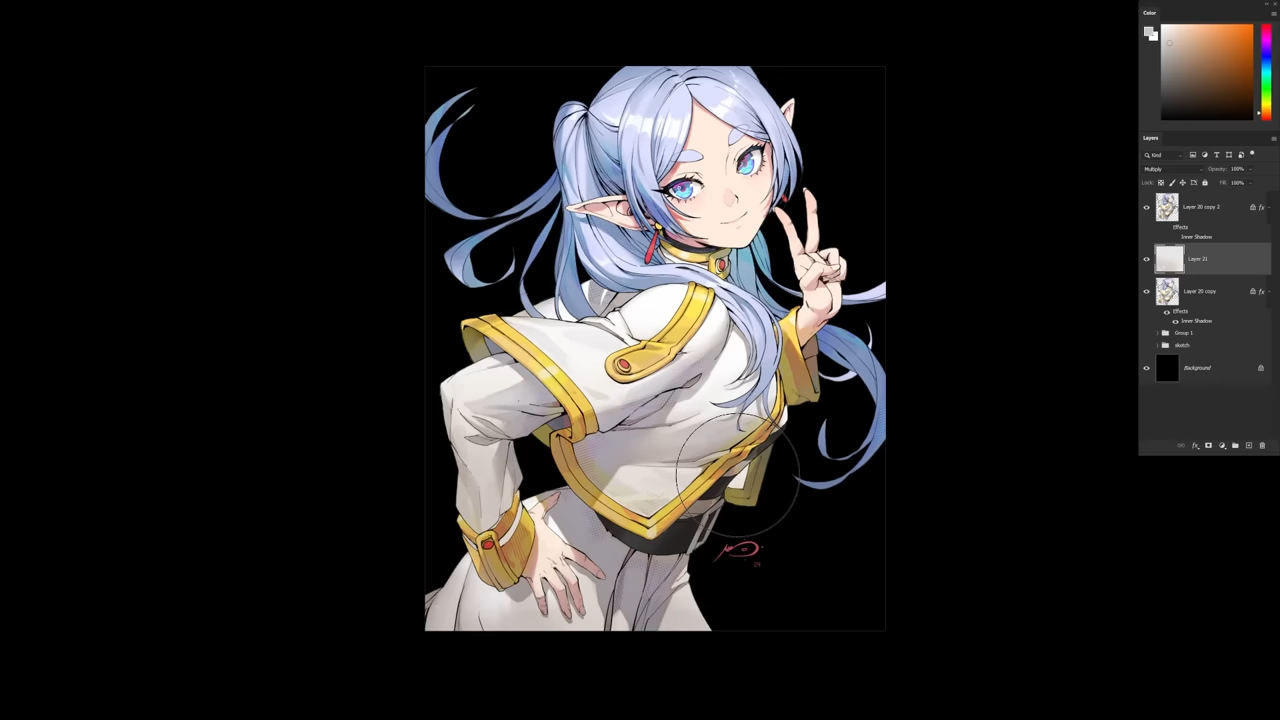 Color
Layers
Kind
Multiply
Opacity: 100%
Lock:
Fill: 100%
Layer 20 copy 2
Effects
Inner Shadow
Layer 21
Layer 20 copy
Effects
Inner Shadow
Group 1
sketch
Background